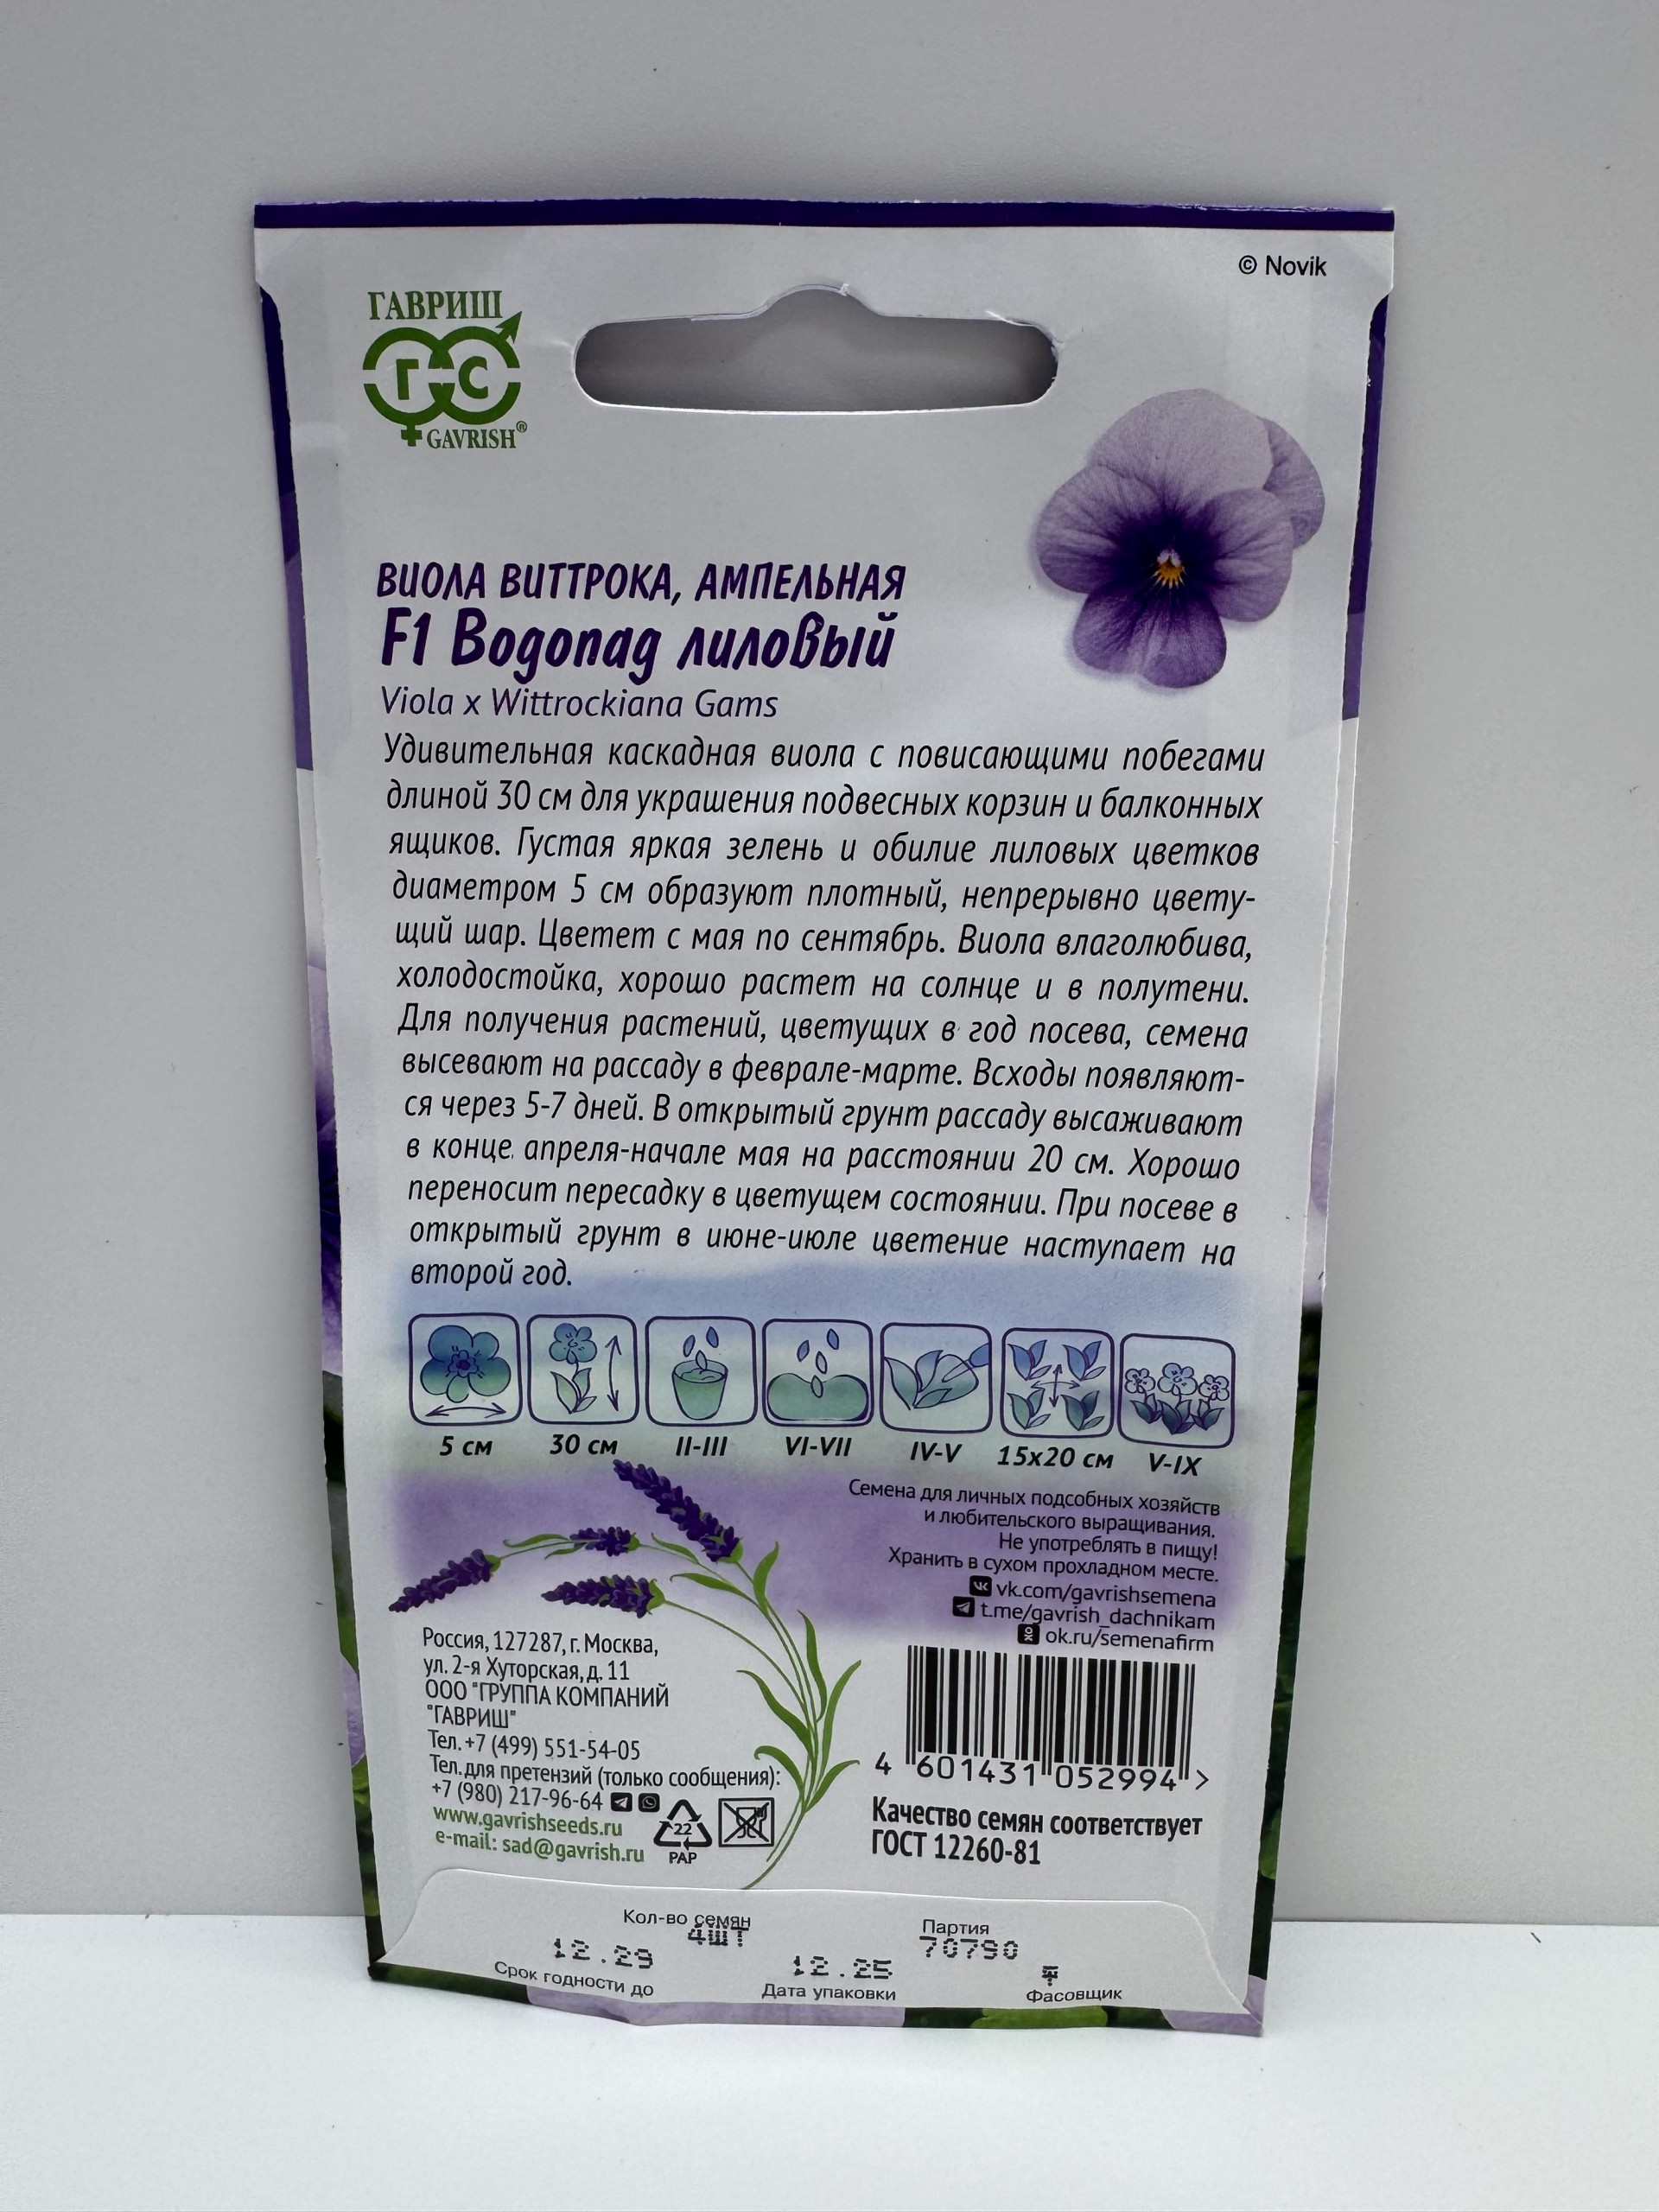 © Novik
ГАВРИШ
Г С
GAVRISH®
ВИОЛА ВИТТРОКА, АМПЕЛЬНАЯ
F1 Водопад лиловый
Viola x Wittrockiana Gams
Удивительная каскадная виола с повисающими побегами
длиной 30 см для украшения подвесных корзин и балконных
ящиков. Густая яркая зелень и обилие лиловых цветков
диаметром 5 см образуют плотный, непрерывно цвету-
щий шар. Цветет с мая по сентябрь. Виола влаголюбива,
холодостойка, хорошо растет на солнце и в полутени.
Для получения растений, цветущих в год посева, семена
высевают на рассаду в феврале-марте. Всходы появляют-
ся через 5-7 дней. В открытый грунт рассаду высаживают
в конце апреля-начале мая на расстоянии 20 см. Хорошо
переносит пересадку в цветущем состоянии. При посеве в
открытый грунт в июне-июле цветение наступает на
второй год.
5 см 30 см II-III VI-VII IV-V 15х20 см V-IX
Семена для личных подсобных хозяйств
и любительского выращивания.
Не употреблять в пищу!
Хранить в сухом прохладном месте.
vk.com/gavrishsemena
t.me/gavrish_dachnikam
ok.ru/semenafirm
Россия, 127287, г. Москва,
ул. 2-я Хуторская, д. 11
ООО "ГРУППА КОМПАНИЙ
"ГАВРИШ"
Тел. +7 (499) 551-54-05
Тел. для претензий (только сообщения):
+7 (980) 217-96-64
www.gavrishseeds.ru
e-mail: sad@gavrish.ru
22
PAP
4 601431 052994 >
Качество семян соответствует
ГОСТ 12260-81
Кол-во семян
4шт
Партия
70790
12.29
Срок годности до
12.25
Дата упаковки
Фасовщик